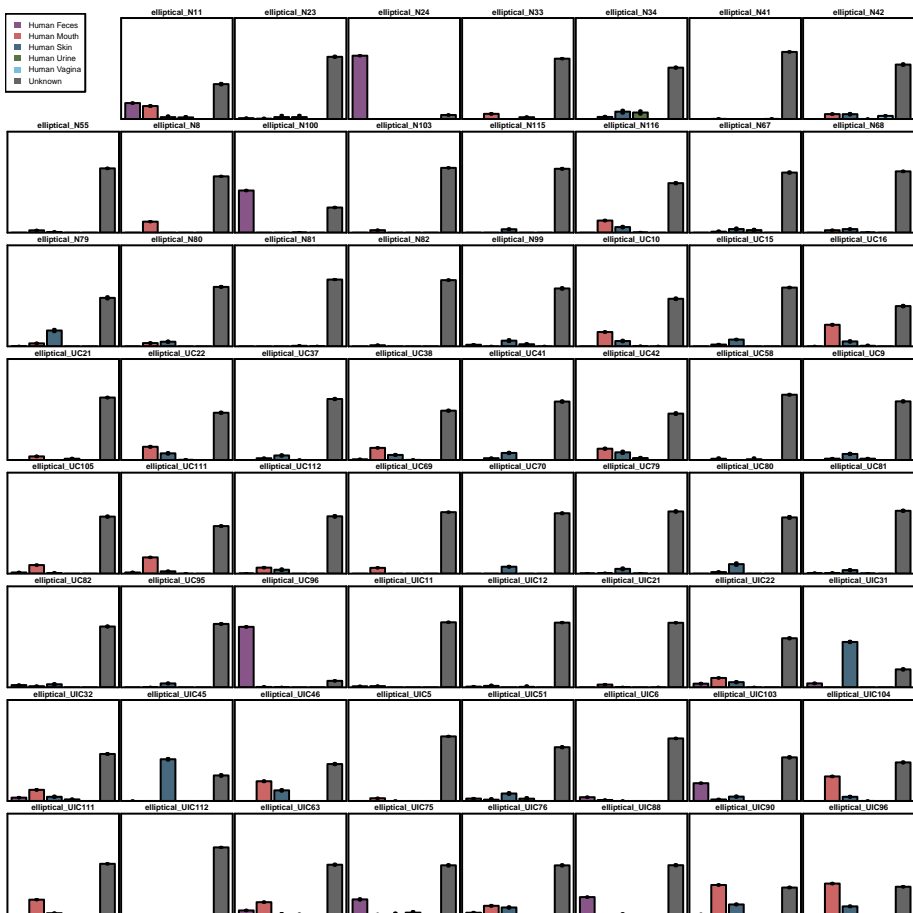 Human Feces
Human Mouth
Human Skin
Human Urine
Human Vagina
Unknown
elliptical_N11 elliptical_N23 elliptical_N24 elliptical_N33 elliptical_N34 elliptical_N41 elliptical_N42
elliptical_N55 elliptical_N8 elliptical_N100 elliptical_N103 elliptical_N115 elliptical_N116 elliptical_N67 elliptical_N68
elliptical_N79 elliptical_N80 elliptical_N81 elliptical_N82 elliptical_N99 elliptical_UC10 elliptical_UC15 elliptical_UC16
elliptical_UC21 elliptical_UC22 elliptical_UC37 elliptical_UC38 elliptical_UC41 elliptical_UC42 elliptical_UC58 elliptical_UC9
elliptical_UC105 elliptical_UC111 elliptical_UC112 elliptical_UC69 elliptical_UC70 elliptical_UC79 elliptical_UC80 elliptical_UC81
elliptical_UC82 elliptical_UC95 elliptical_UC96 elliptical_UIC11 elliptical_UIC12 elliptical_UIC21 elliptical_UIC22 elliptical_UIC31
elliptical_UIC32 elliptical_UIC45 elliptical_UIC46 elliptical_UIC5 elliptical_UIC51 elliptical_UIC6 elliptical_UIC103 elliptical_UIC104
elliptical_UIC111 elliptical_UIC112 elliptical_UIC63 elliptical_UIC75 elliptical_UIC76 elliptical_UIC88 elliptical_UIC90 elliptical_UIC96